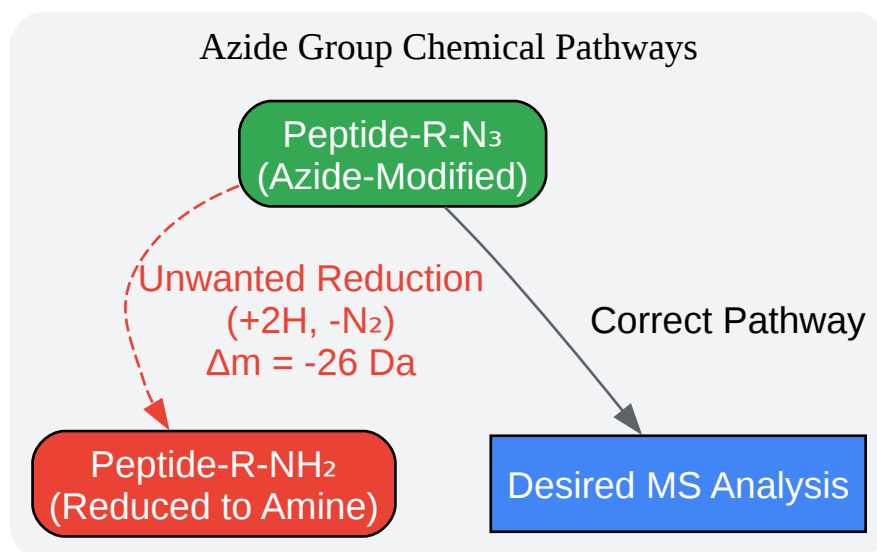 Azide Group Chemical Pathways
Peptide-R-N₃
(Azide-Modified)
Unwanted Reduction
(+2H, -N₂)
Δm = -26 Da
Correct Pathway
Peptide-R-NH₂
(Reduced to Amine)
Desired MS Analysis